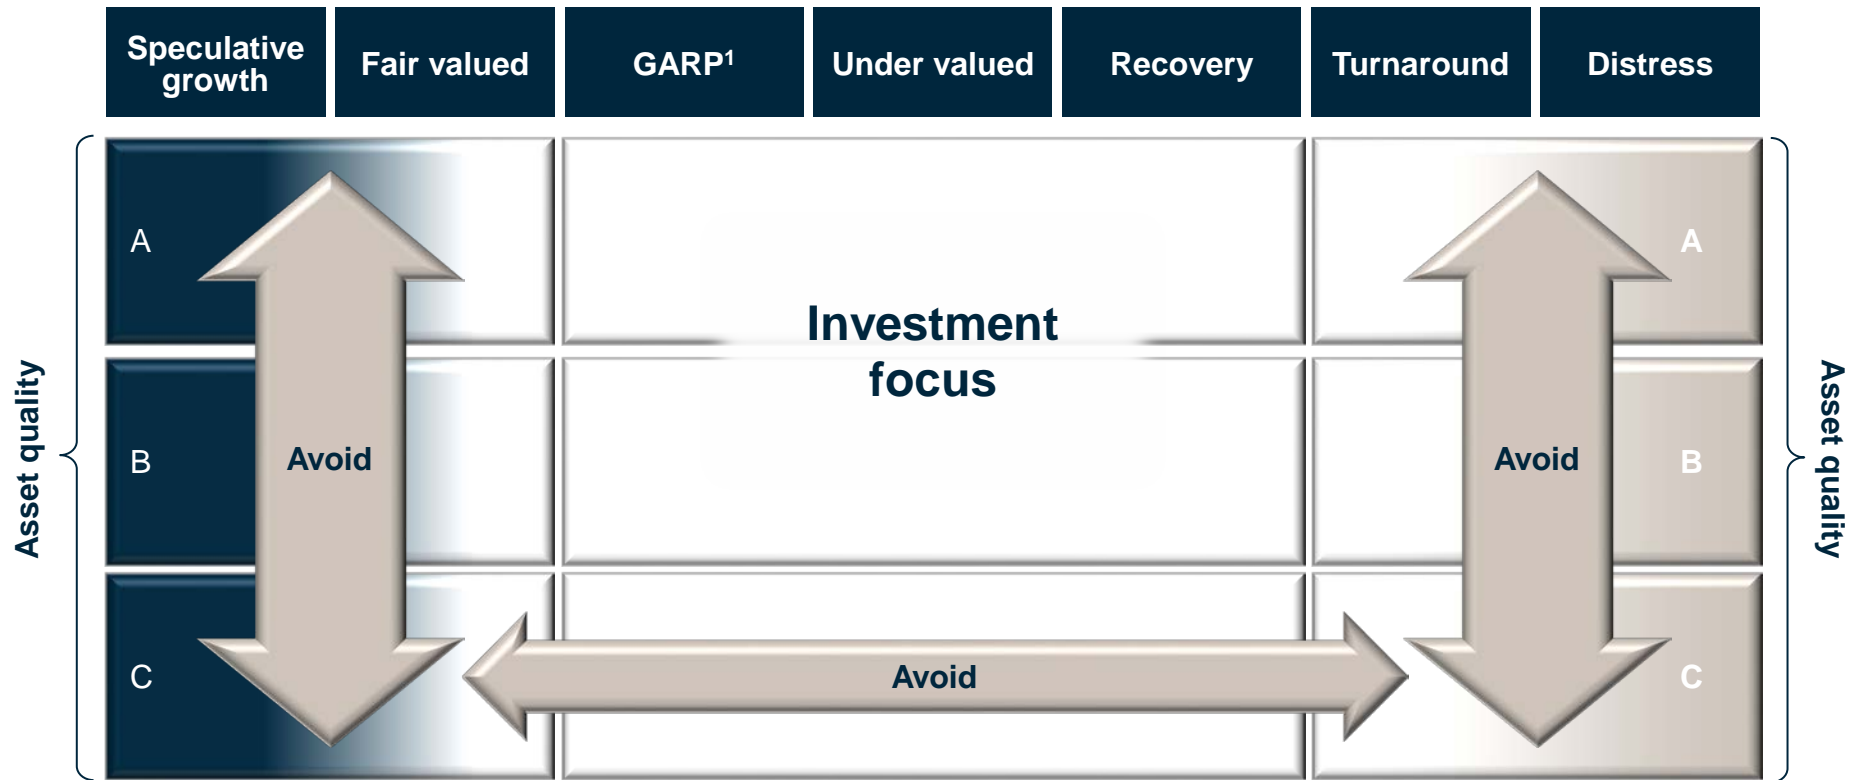 Speculative
growth
Fair valued
GARP¹
Under valued
Recovery
Turnaround
Distress
Asset quality
A
Investment
focus
A
B
Avoid
Avoid
B
C
Avoid
C
Asset quality